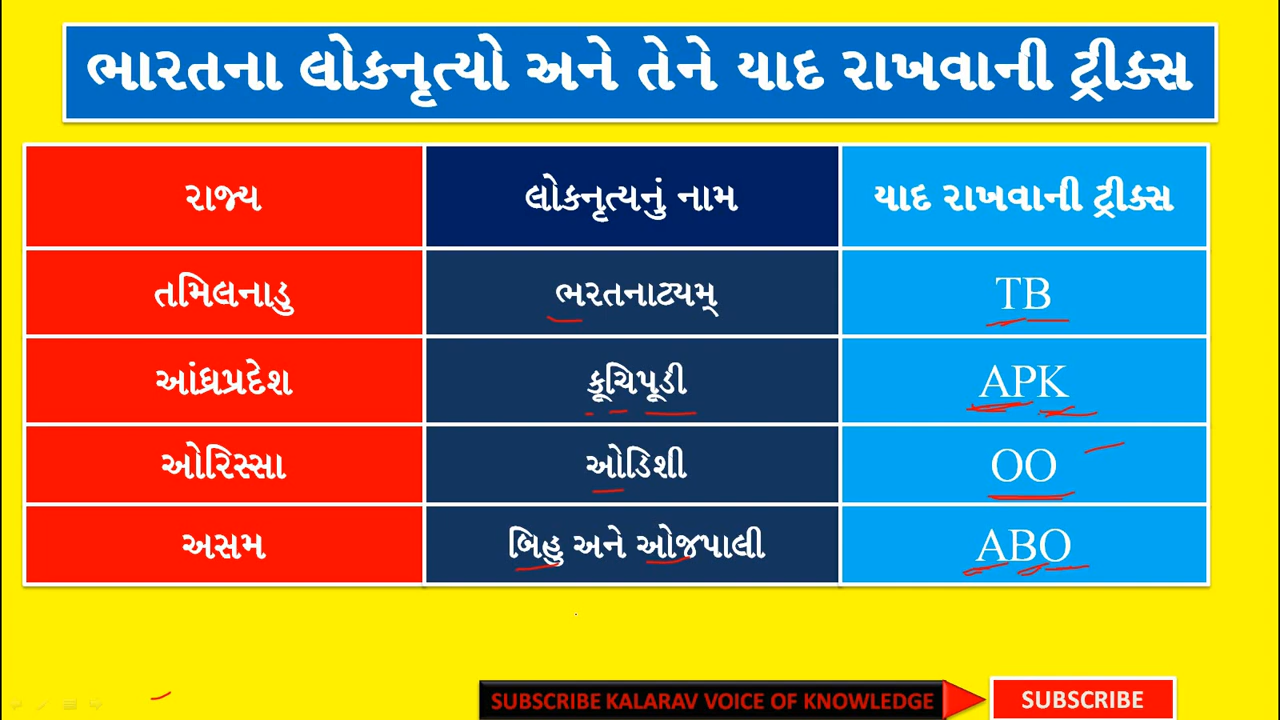 ભારતના લોકનૃત્યો અને તેને યાદ રાખવાની ટ્રીક્સ
રાજ્ય લોકનૃત્યનું નામ યાદ રાખવાની ટ્રીક્સ
તમિલનાડુ ભરતનાટ્યમ્ TB
આંધ્રપ્રદેશ કૂચિપૂડી APK
ઓરિસ્સા ઓડિશી OO
અસમ બિહુ અને ઓજપાલી ABO
SUBSCRIBE KALARAV VOICE OF KNOWLEDGE SUBSCRIBE